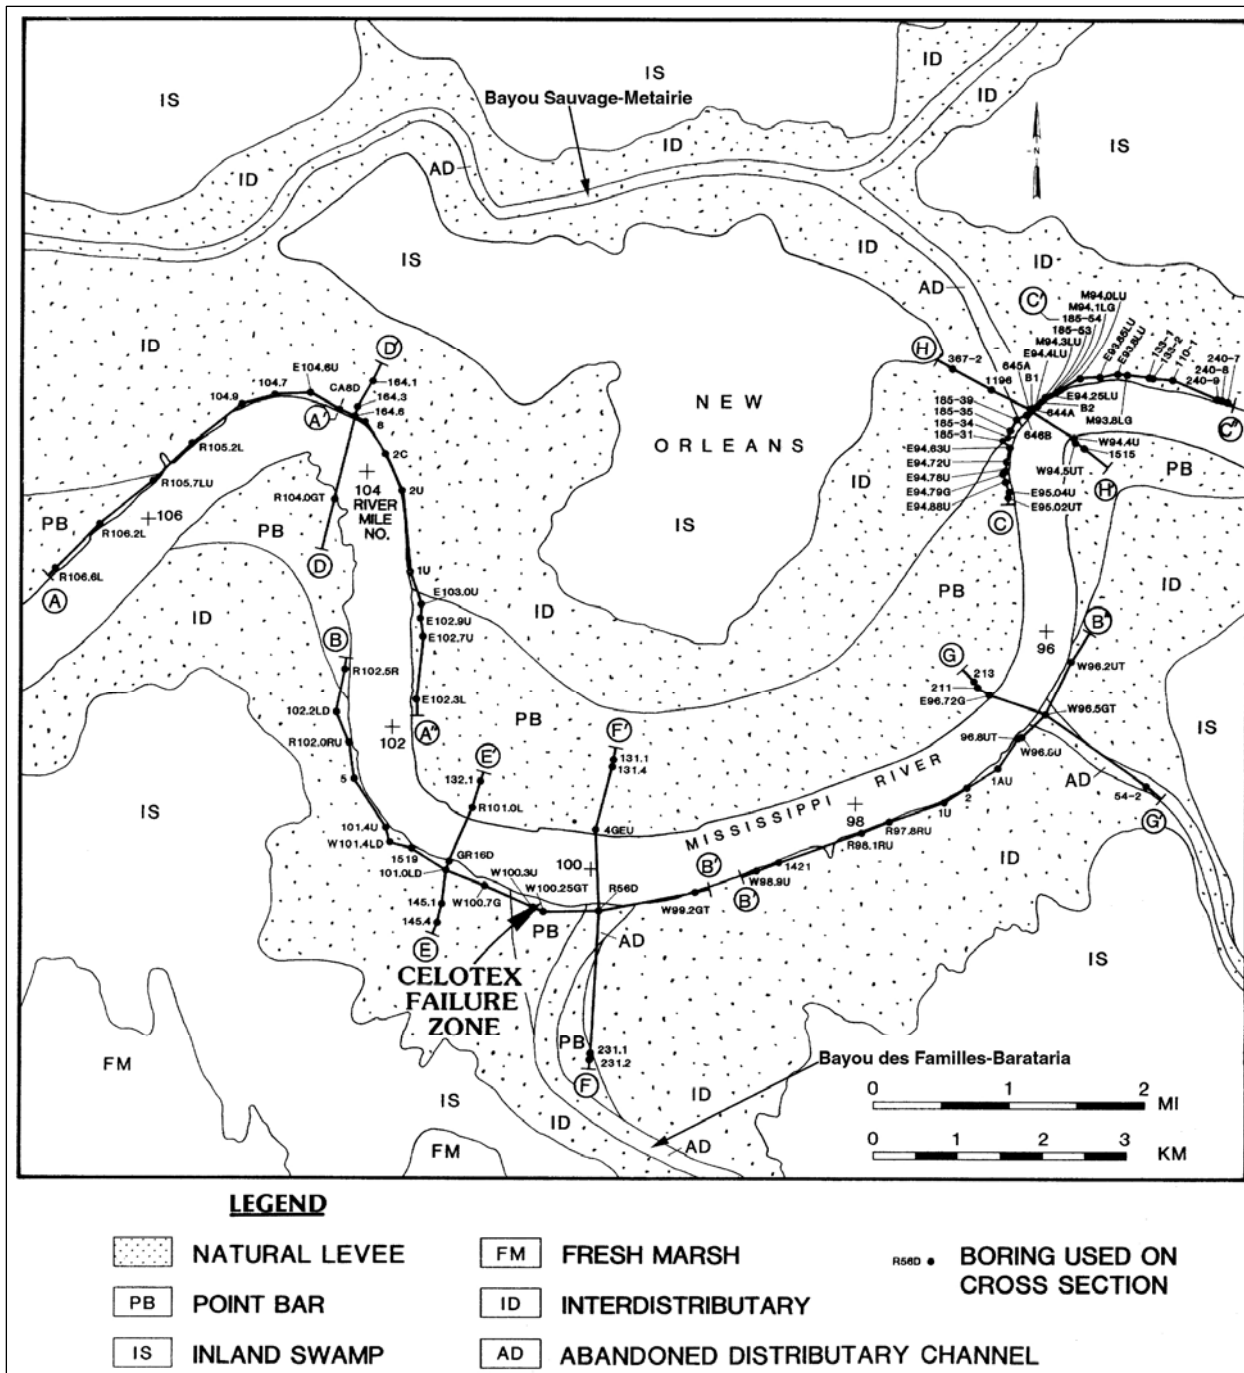 IS
IS
ID
Bayou Sauvage-Metairie
ID
ID
IS
N
AD
ID
IS
ID
ID
AD
ID
C'
M94.0LU
M94.1LG
185-54
185-53
M94.3LU
E94.4LU
645A
B1
E93.85LU
E93.8LU
133-1
133-2
110-1
240-7
240-8
240-9
C"
H
367-2
1196
D'
E104.6U
CA8D
164.1
164.3
164.6
104.7
104.9
A'
8
ID
NEW
ORLEANS
185-39
185-35
185-34
185-31
E94.25LU
B2
644A
M93.8LG
646B
W94.4U
1515
W94.5UT
H'
PB
R105.2L
2C
R105.7LU
104
RIVER
MILE
NO.
2U
R104.0GT
ID
E94.63U
E94.72U
E94.78U
E94.79G
E94.88U
E95.04U
E95.02UT
C
PB
106
PB
R106.2L
IS
D
R106.6L
A
1U
E103.0U
E102.9U
E102.7U
ID
PB
ID
ID
B
R102.5R
96
B"
G
213
211
E96.72G
W96.2UT
102.2LD
E102.3L
A"
W96.5GT
R102.0RU
102
PB
F'
96.8UT
W96.6U
IS
E'
131.1
131.4
5
132.1
R101.0L
MISSISSIPPI RIVER
1AU
AD
54-2
G'
IS
2
1U
98
R97.8RU
R98.1RU
101.4U
W101.4LD
4GEU
1519
GR16D
101.0LD
W100.3U
W100.25GT
100
B'
1421
W98.9U
B'
ID
R56D
W99.2GT
W100.7G
145.1
145.4
E
PB
AD
CELOTEX
FAILURE
ZONE
IS
FM
PB
231.1
231.2
F
Bayou des Familles-Barataria
IS
ID
ID
0 1 2 MI
FM
AD
0 1 2 3 KM
LEGEND
NATURAL LEVEE
FM FRESH MARSH
R56D BORING USED ON
CROSS SECTION
PB POINT BAR
ID INTERDISTRIBUTARY
IS INLAND SWAMP
AD ABANDONED DISTRIBUTARY CHANNEL